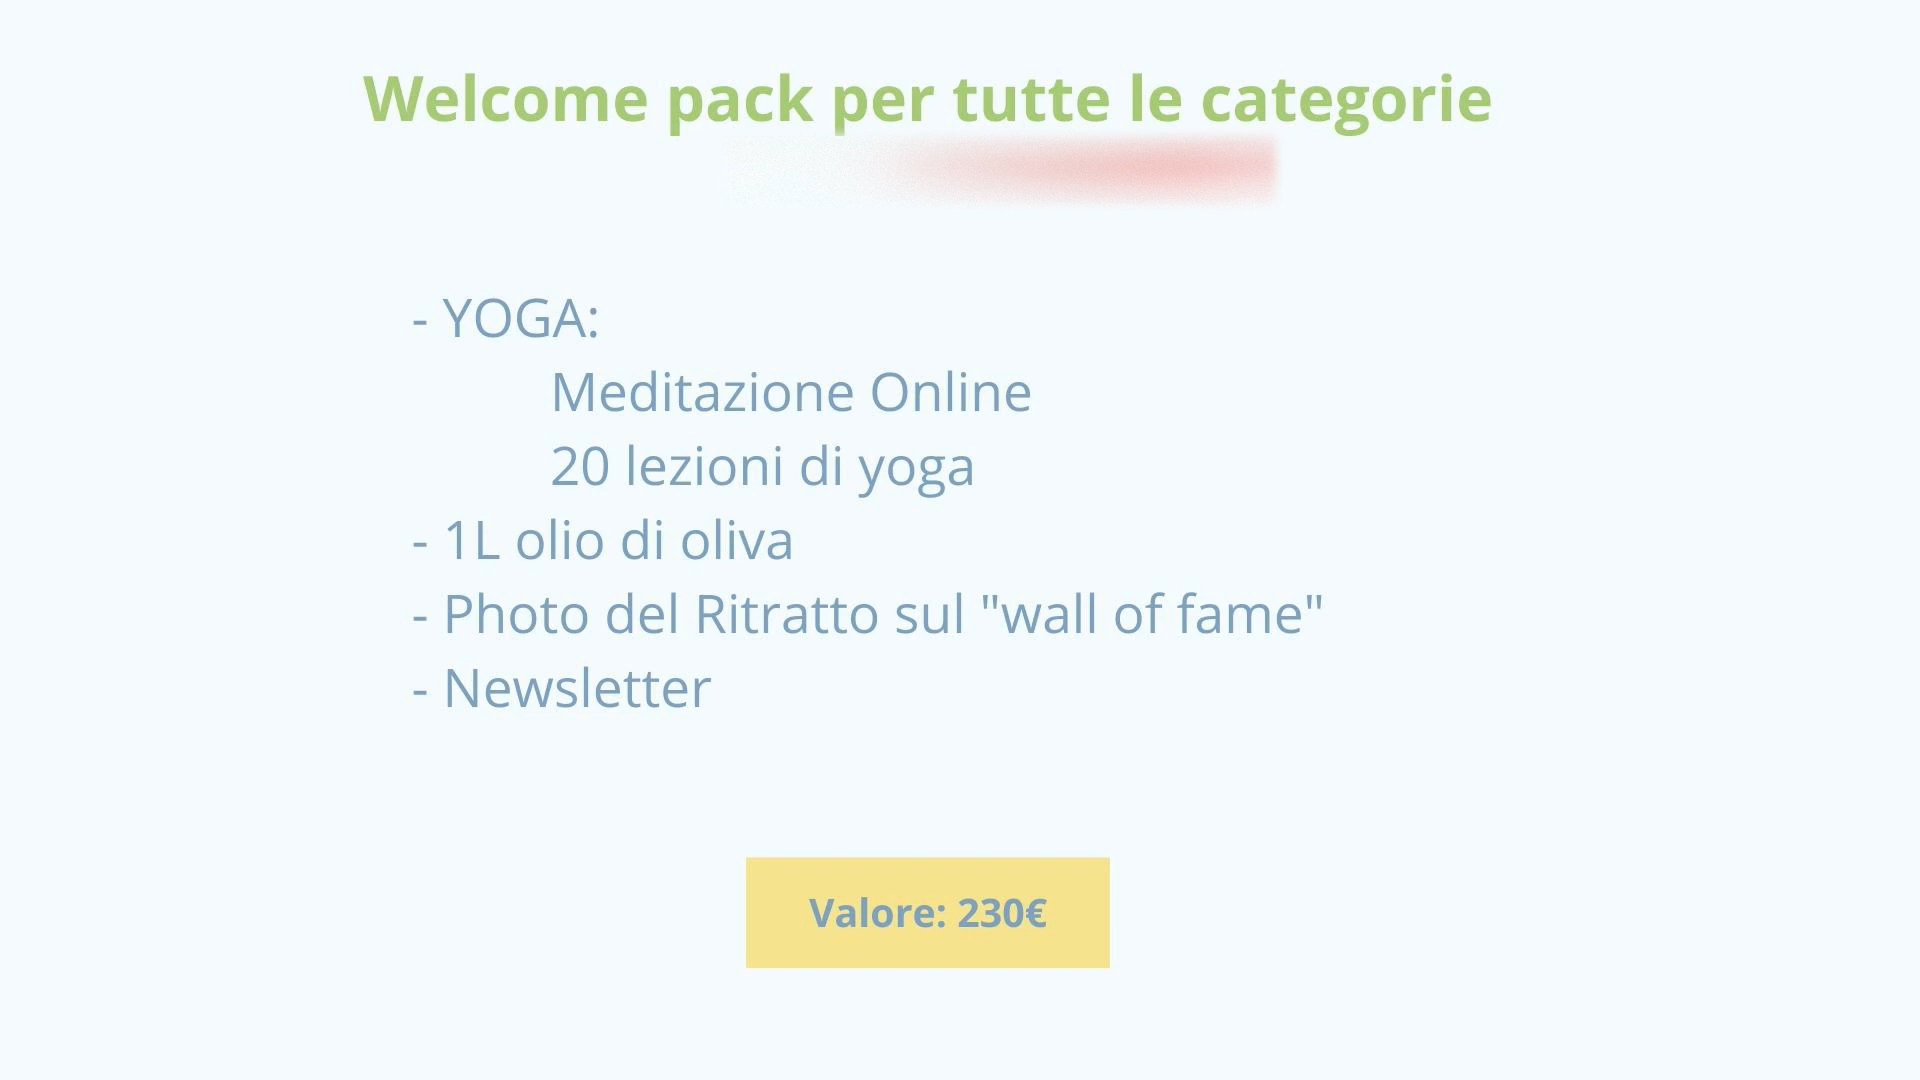 Welcome pack per tutte le categorie
- YOGA:
Meditazione Online
20 lezioni di yoga
- 1L olio di oliva
- Photo del Ritratto sul "wall of fame"
- Newsletter
Valore: 230€